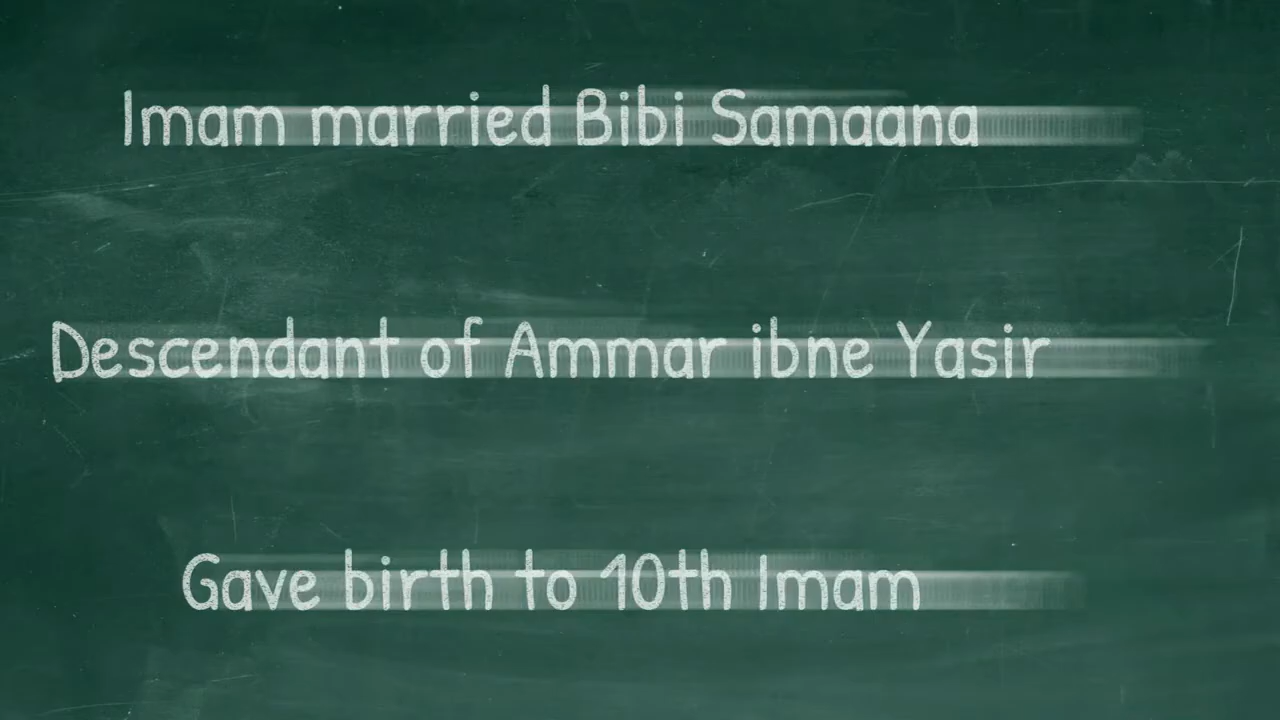 Imam married Bibi Samaana
Descendant of Ammar ibne Yasir
Gave birth to 10th Imam